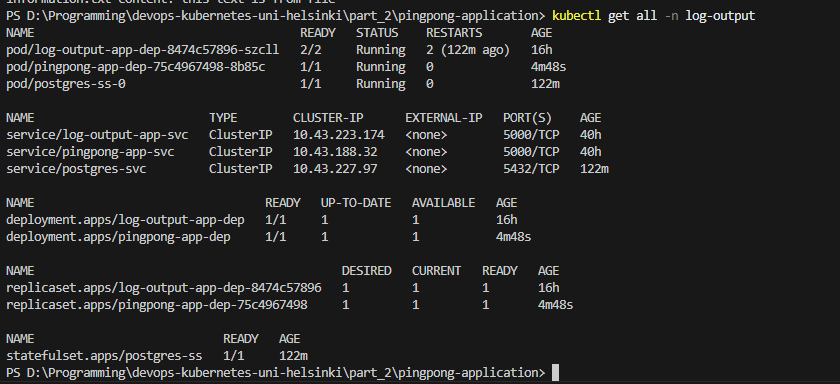 information.txt content: this text is from file
PS D:\Programming\devops-kubernetes-uni-helsinki\part_2\pingpong-application> kubectl get all -n log-output
NAME READY STATUS RESTARTS AGE
pod/log-output-app-dep-8474c57896-szcll 2/2 Running 2 (122m ago) 16h
pod/pingpong-app-dep-75c4967498-8b85c 1/1 Running 0 4m48s
pod/postgres-ss-0 1/1 Running 0 122m
NAME TYPE CLUSTER-IP EXTERNAL-IP PORT(S) AGE
service/log-output-app-svc ClusterIP 10.43.223.174 <none> 5000/TCP 40h
service/pingpong-app-svc ClusterIP 10.43.188.32 <none> 5000/TCP 40h
service/postgres-svc ClusterIP 10.43.227.97 <none> 5432/TCP 122m
NAME READY UP-TO-DATE AVAILABLE AGE
deployment.apps/log-output-app-dep 1/1 1 1 16h
deployment.apps/pingpong-app-dep 1/1 1 1 4m48s
NAME DESIRED CURRENT READY AGE
replicaset.apps/log-output-app-dep-8474c57896 1 1 1 16h
replicaset.apps/pingpong-app-dep-75c4967498 1 1 1 4m48s
NAME READY AGE
statefulset.apps/postgres-ss 1/1 122m
PS D:\Programming\devops-kubernetes-uni-helsinki\part_2\pingpong-application>